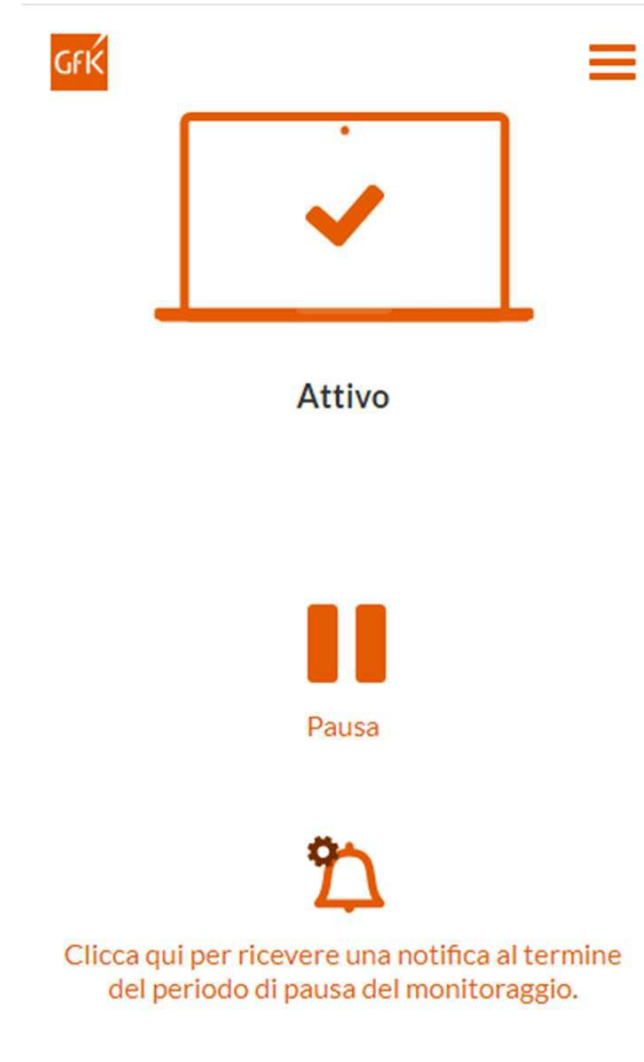 GfK
Attivo
Pausa
Clicca qui per ricevere una notifica al termine
del periodo di pausa del monitoraggio.